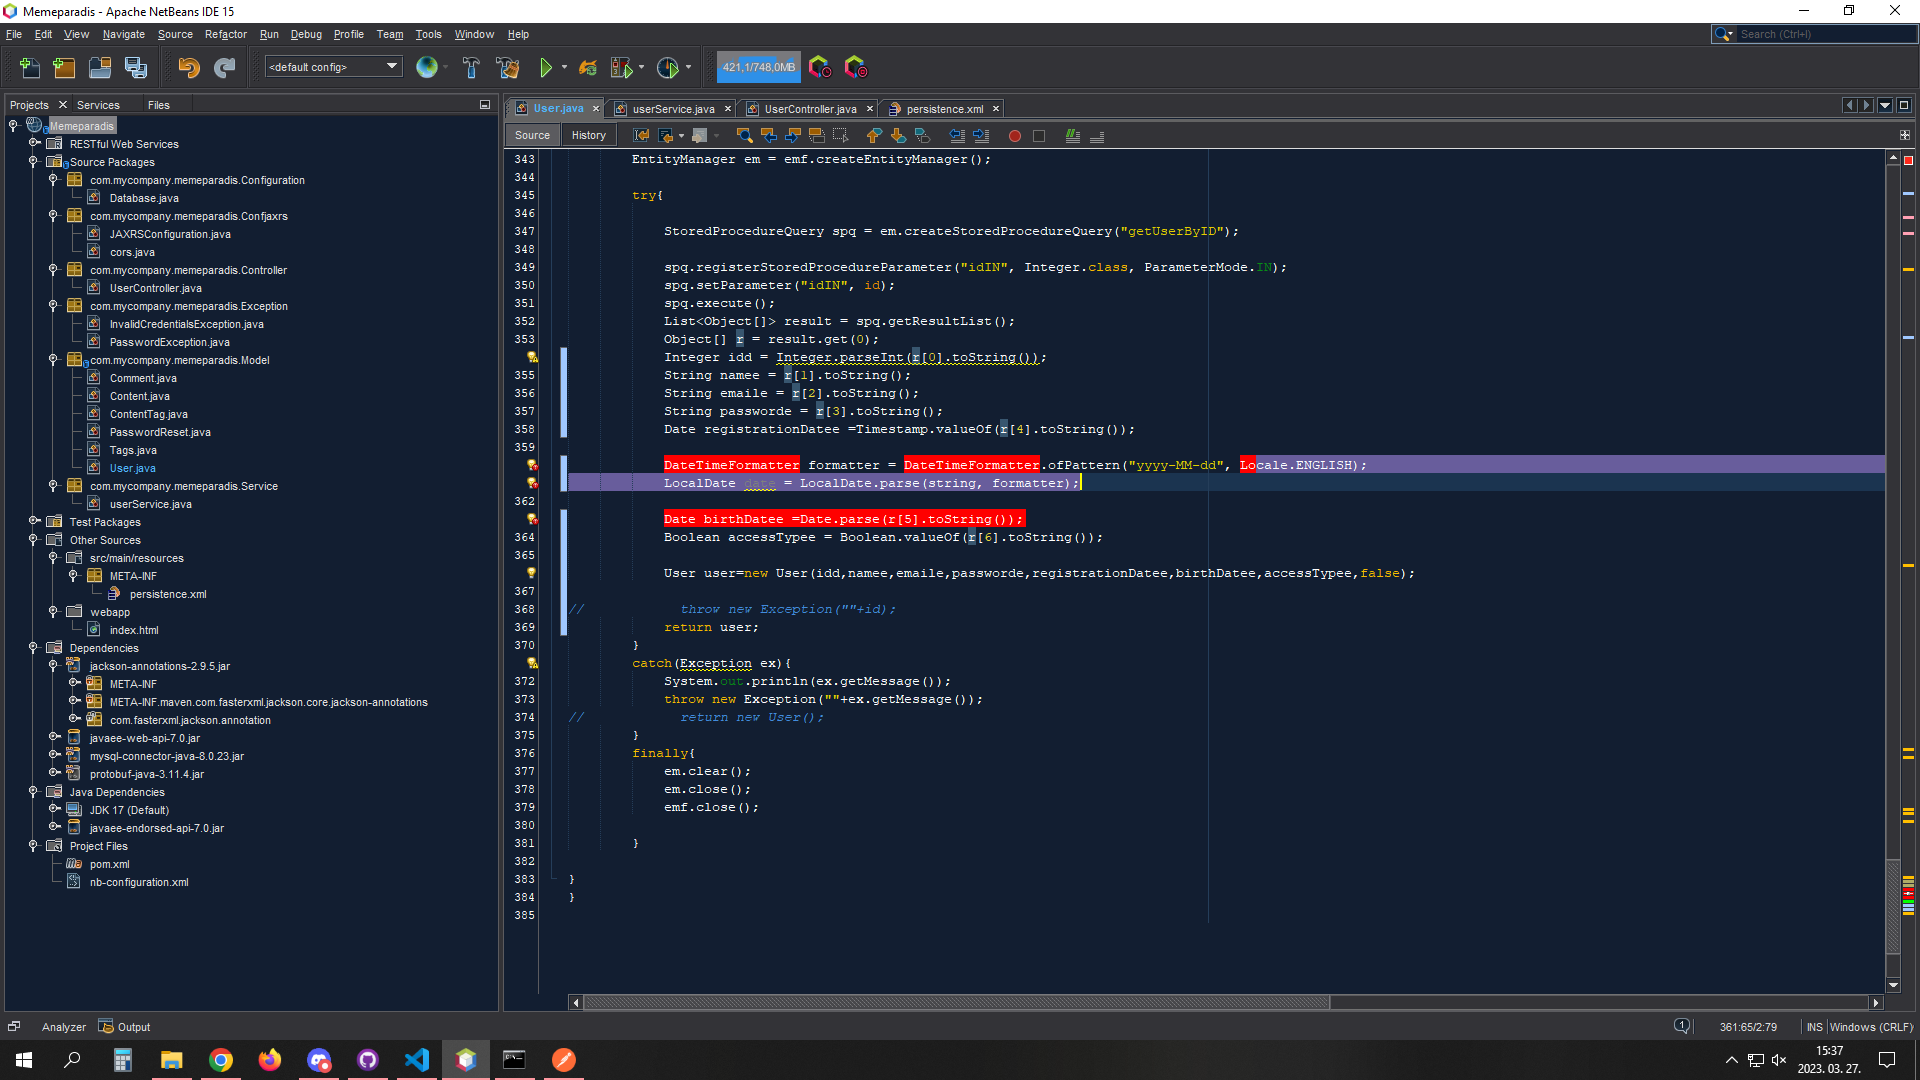 Memeparadis - Apache NetBeans IDE 15
File Edit View Navigate Source Refactor Run Debug Profile Team Tools Window Help
Search (Ctrl+I)
<default config>
421,1/748,0MB
Projects Services Files
Memeparadis
RESTful Web Services
Source Packages
com.mycompany.memeparadis.Configuration
Database.java
com.mycompany.memeparadis.Confjaxrs
JAXRSConfiguration.java
cors.java
com.mycompany.memeparadis.Controller
UserController.java
com.mycompany.memeparadis.Exception
InvalidCredentialsException.java
PasswordException.java
com.mycompany.memeparadis.Model
Comment.java
Content.java
ContentTag.java
PasswordReset.java
Tags.java
User.java
com.mycompany.memeparadis.Service
userService.java
Test Packages
Other Sources
src/main/resources
META-INF
persistence.xml
webapp
index.html
Dependencies
jackson-annotations-2.9.5.jar
META-INF
META-INF.maven.com.fasterxml.jackson.core.jackson-annotations
com.fasterxml.jackson.annotation
javaee-web-api-7.0.jar
mysql-connector-java-8.0.23.jar
protobuf-java-3.11.4.jar
Java Dependencies
JDK 17 (Default)
javaee-endorsed-api-7.0.jar
Project Files
pom.xml
nb-configuration.xml
User.java userService.java UserController.java persistence.xml
Source History
343 EntityManager em = emf.createEntityManager();
344
345 try{
346
347 StoredProcedureQuery spq = em.createStoredProcedureQuery("getUserByID");
348
349 spq.registerStoredProcedureParameter("idIN", Integer.class, ParameterMode.IN);
350 spq.setParameter("idIN", id);
351 spq.execute();
352 List<Object[]> result = spq.getResultList();
353 Object[] r = result.get(0);
Integer idd = Integer.parseInt(r[0].toString());
355 String namee = r[1].toString();
356 String emaile = r[2].toString();
357 String passworde = r[3].toString();
358 Date registrationDatee =Timestamp.valueOf(r[4].toString());
359
DateTimeFormatter formatter = DateTimeFormatter.ofPattern("yyyy-MM-dd", Locale.ENGLISH);
LocalDate date = LocalDate.parse(string, formatter);
362
Date birthDatee =Date.parse(r[5].toString());
364 Boolean accessTypee = Boolean.valueOf(r[6].toString());
365
User user=new User(idd,namee,emaile,passworde,registrationDatee,birthDatee,accessTypee,false);
367
368 // throw new Exception(""+id);
369 return user;
370 }
catch(Exception ex){
372 System.out.println(ex.getMessage());
373 throw new Exception(""+ex.getMessage());
374 // return new User();
375 }
376 finally{
377 em.clear();
378 em.close();
379 emf.close();
380
381 }
382
383 }
384 }
385
Analyzer Output
1
361:65/2:79 INS Windows (CRLF)
15:37
2023. 03. 27.